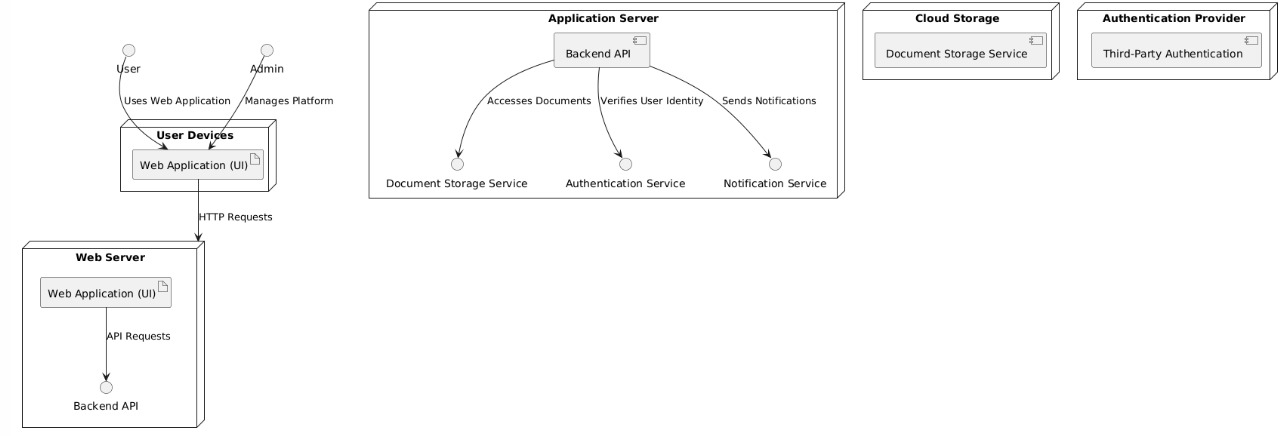 User
Admin
Uses Web Application
Manages Platform
User Devices
Web Application (UI)
HTTP Requests
Web Server
Web Application (UI)
API Requests
Backend API
Application Server
Backend API
Accesses Documents
Verifies User Identity
Sends Notifications
Document Storage Service
Authentication Service
Notification Service
Cloud Storage
Document Storage Service
Authentication Provider
Third-Party Authentication